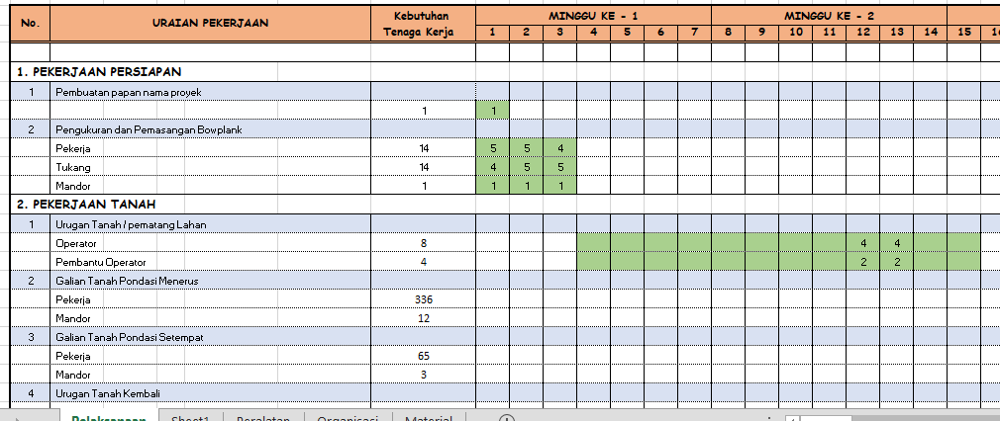 No. URAIAN PEKERJAAN Kebutuhan Tenaga Kerja MINGGU KE - 1 MINGGU KE - 2
1 2 3 4 5 6 7 8 9 10 11 12 13 14 15
1. PEKERJAAN PERSIAPAN
1 Pembuatan papan nama proyek
1 1
2 Pengukuran dan Pemasangan Bowplank
Pekerja 14 5 5 4
Tukang 14 4 5 5
Mandor 1 1 1 1
2. PEKERJAAN TANAH
1 Urugan Tanah / pematang Lahan
Operator 8 4 4
Pembantu Operator 4 2 2
2 Galian Tanah Pondasi Menerus
Pekerja 336
Mandor 12
3 Galian Tanah Pondasi Setempat
Pekerja 65
Mandor 3
4 Urugan Tanah Kembali
Pelaksanaan Sheet1 Peralatan Organisasi Material